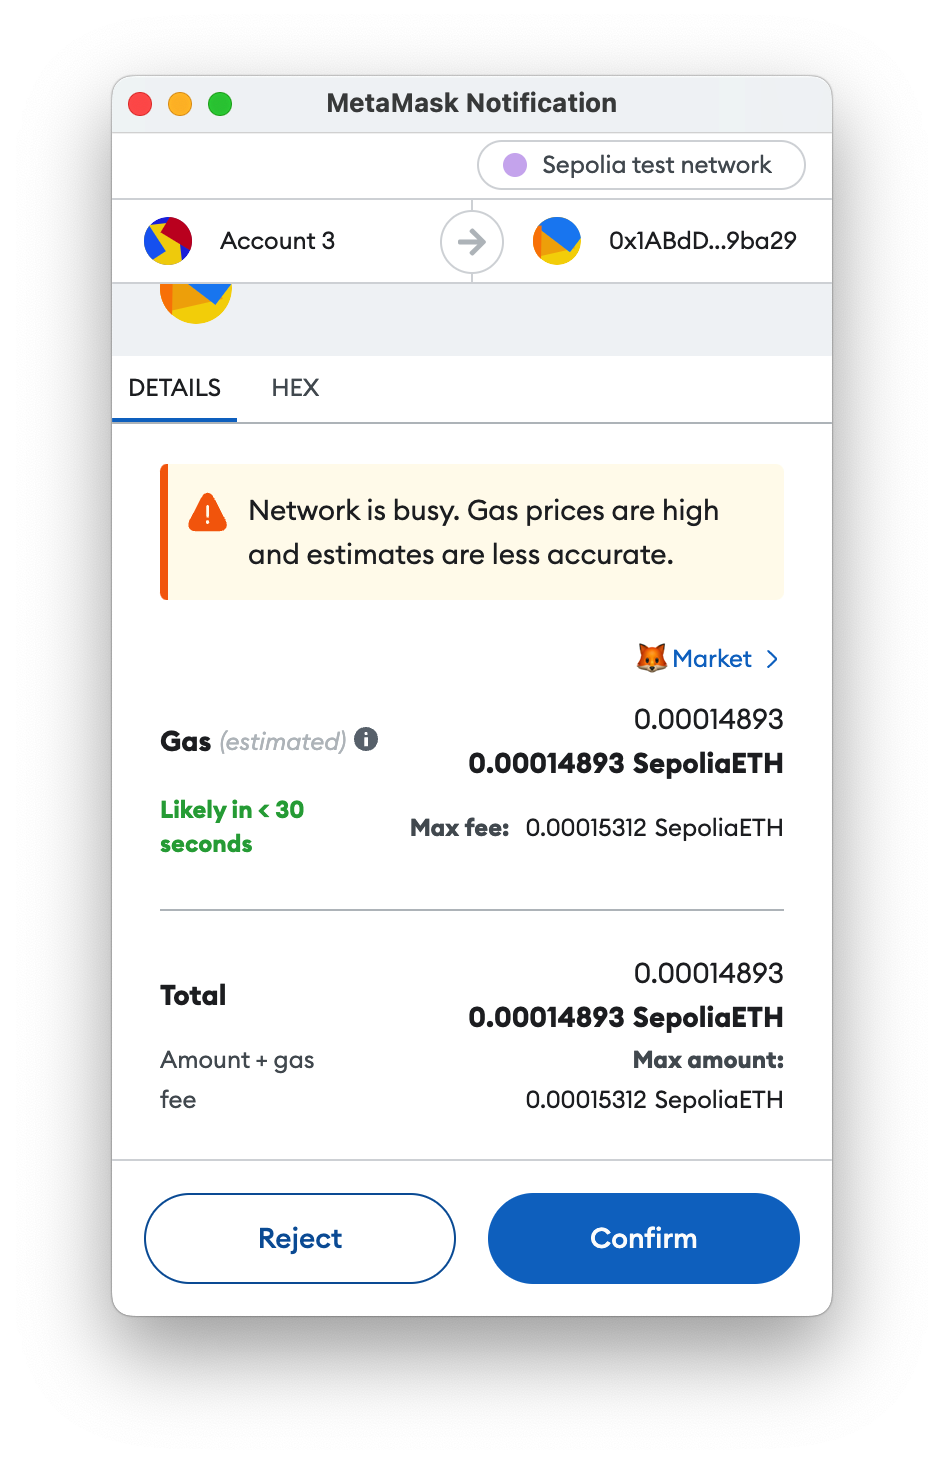 MetaMask Notification
Sepolia test network
Account 3
0x1ABdD...9ba29
DETAILS
HEX
Network is busy. Gas prices are high
and estimates are less accurate.
Market
Gas (estimated)
0.00014893
0.00014893 SepoliaETH
Likely in < 30
seconds
Max fee: 0.00015312 SepoliaETH
Total
0.00014893
0.00014893 SepoliaETH
Amount + gas
fee
Max amount:
0.00015312 SepoliaETH
Reject
Confirm